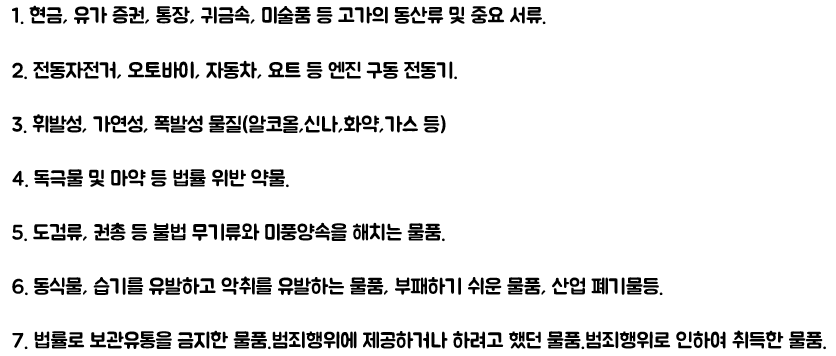 1. 현금, 유가 증권, 통장, 귀금속, 미술품 등 고가의 동산류 및 중요 서류.
2. 전동자전거, 오토바이, 자동차, 요트 등 엔진 구동 전동기.
3. 휘발성, 가연성, 폭발성 물질(알코올,신나,화약,가스 등)
4. 독극물 및 마약 등 법률 위반 약물.
5. 도검류, 권총 등 불법 무기류와 미풍양속을 해치는 물품.
6. 동식물, 습기를 유발하고 악취를 유발하는 물품, 부패하기 쉬운 물품, 산업 폐기물등.
7. 법률로 보관유통을 금지한 물품.범죄행위에 제공하거나 하려고 했던 물품.범죄행위로 인하여 취득한 물품.